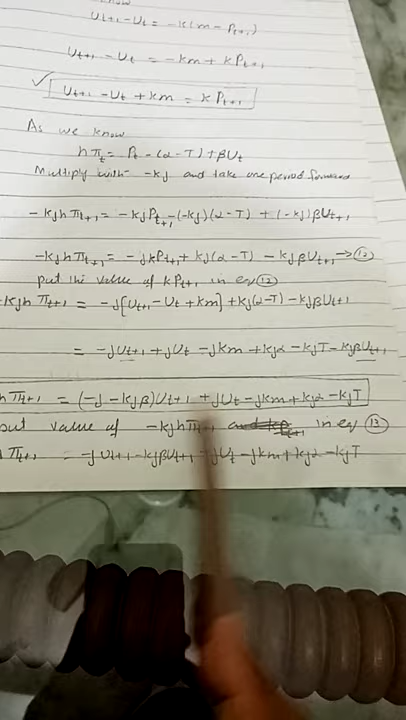 know
U_{t+1} - U_t = -k(m - P_{t+1})
U_{t+1} - U_t = -km + kP_{t+1}
✓ U_{t+1} - U_t + km = kP_{t+1}
As we know
hπ_t = P_t - (α - T) + βU_t
Multiply with -kj and take one period forward
-kjhπ_{t+1} = -kjP_{t+1} - (-kj)(α - T) + (-kj)βU_{t+1}
-kjhπ_{t+1} = -jkP_{t+1} + kj(α - T) - kjβU_{t+1} → (12)
put the value of kP_{t+1} in eq (12)
-kjhπ_{t+1} = -j[U_{t+1} - U_t + km] + kj(α - T) - kjβU_{t+1}
= -jU_{t+1} + jU_t - jkm + kjα - kjT - kjβU_{t+1}
hπ_{t+1} = (-j - kjβ)U_{t+1} + jU_t - jkm + kjα - kjT
put value of -kjhπ_{t+1} in eq (13)
π_{t+1} = -jU_{t+1} - kjβU_{t+1} + jU_t - jkm + kjα - kjT